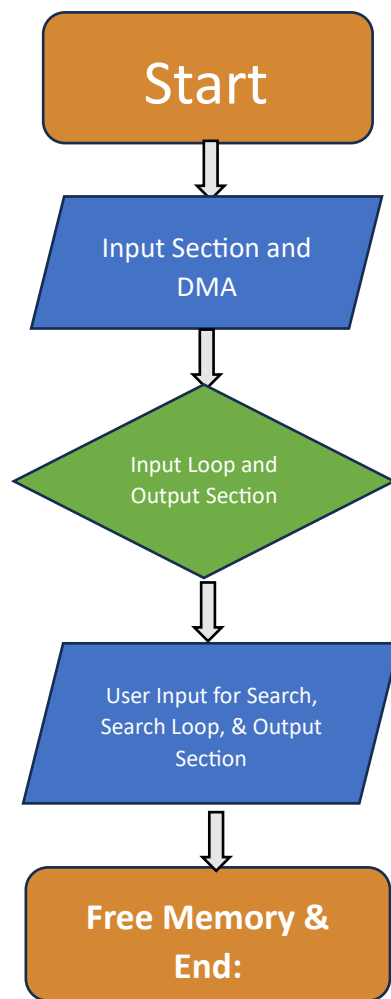 Start
Input Section and
DMA
Input Loop and
Output Section
User Input for Search,
Search Loop, & Output
Section
Free Memory &
End: